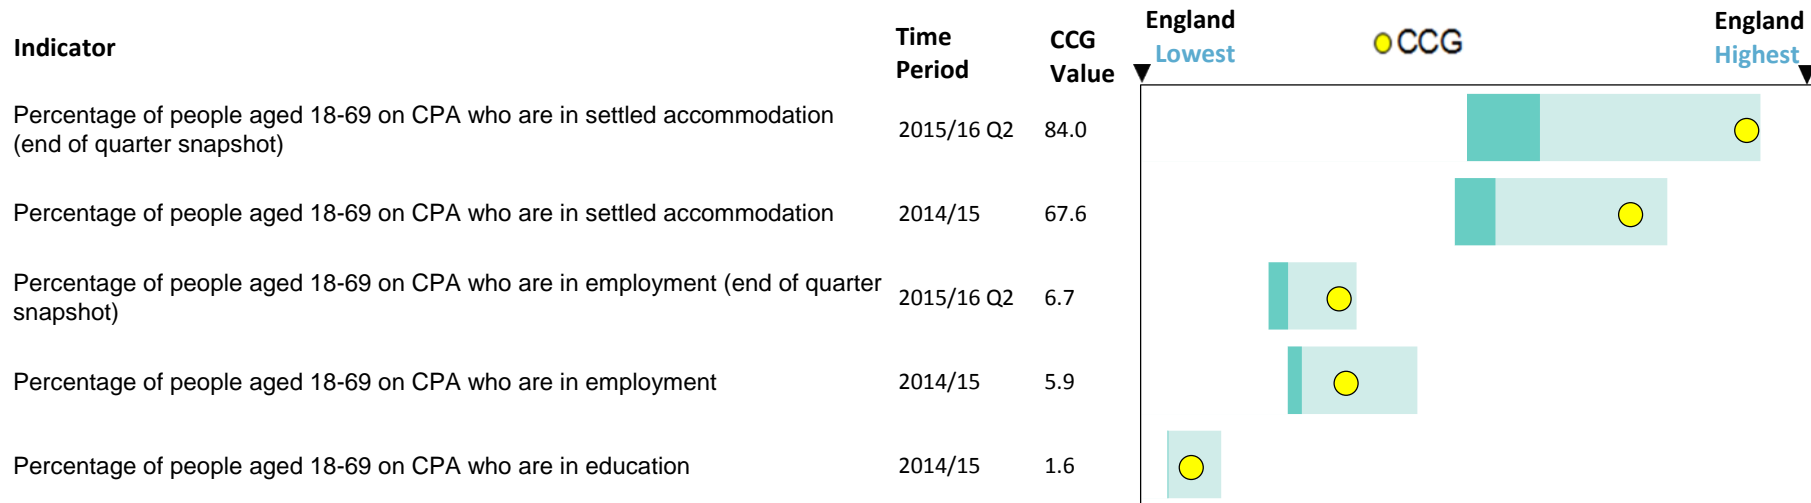 Indicator
Time Period
CCG Value
England Lowest
CCG
England Highest
Percentage of people aged 18-69 on CPA who are in settled accommodation
(end of quarter snapshot)
2015/16 Q2
84.0
Percentage of people aged 18-69 on CPA who are in settled accommodation
2014/15
67.6
Percentage of people aged 18-69 on CPA who are in employment (end of quarter
snapshot)
2015/16 Q2
6.7
Percentage of people aged 18-69 on CPA who are in employment
2014/15
5.9
Percentage of people aged 18-69 on CPA who are in education
2014/15
1.6